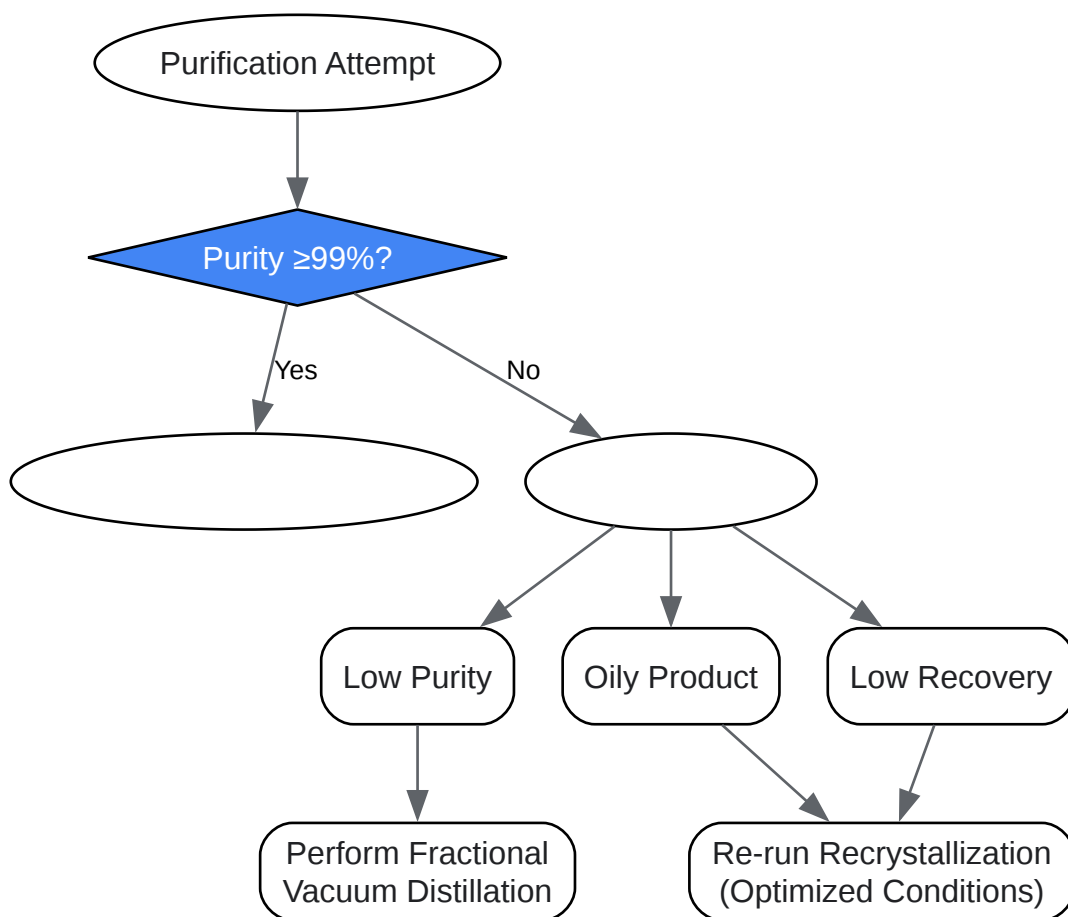 Purification Attempt
Purity ≥99%?
Yes
No
Low Purity
Oily Product
Low Recovery
Perform Fractional
Vacuum Distillation
Re-run Recrystallization
(Optimized Conditions)